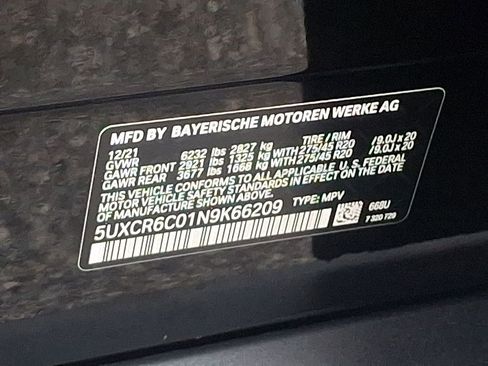 MFD BY BAYERISCHE MOTOREN WERKE AG
12/21 6232 lbs 2827 kg TIRE / RIM
GVWR
GAWR FRONT 2921 lbs 1325 kg WITH 275/45 R20 / 9.0J x 20
GAWR REAR 3677 lbs 1668 kg WITH 275/45 R20 / 9.0J x 20
THIS VEHICLE CONFORMS TO ALL APPLICABLE U.S. FEDERAL
MOTOR VEHICLE SAFETY STANDARDS IN EFFECT ON THE DATE
OF MANUFACTURE SHOWN ABOVE.
5UXCR6C01N9K66209 TYPE: MPV
668U
7 320 729